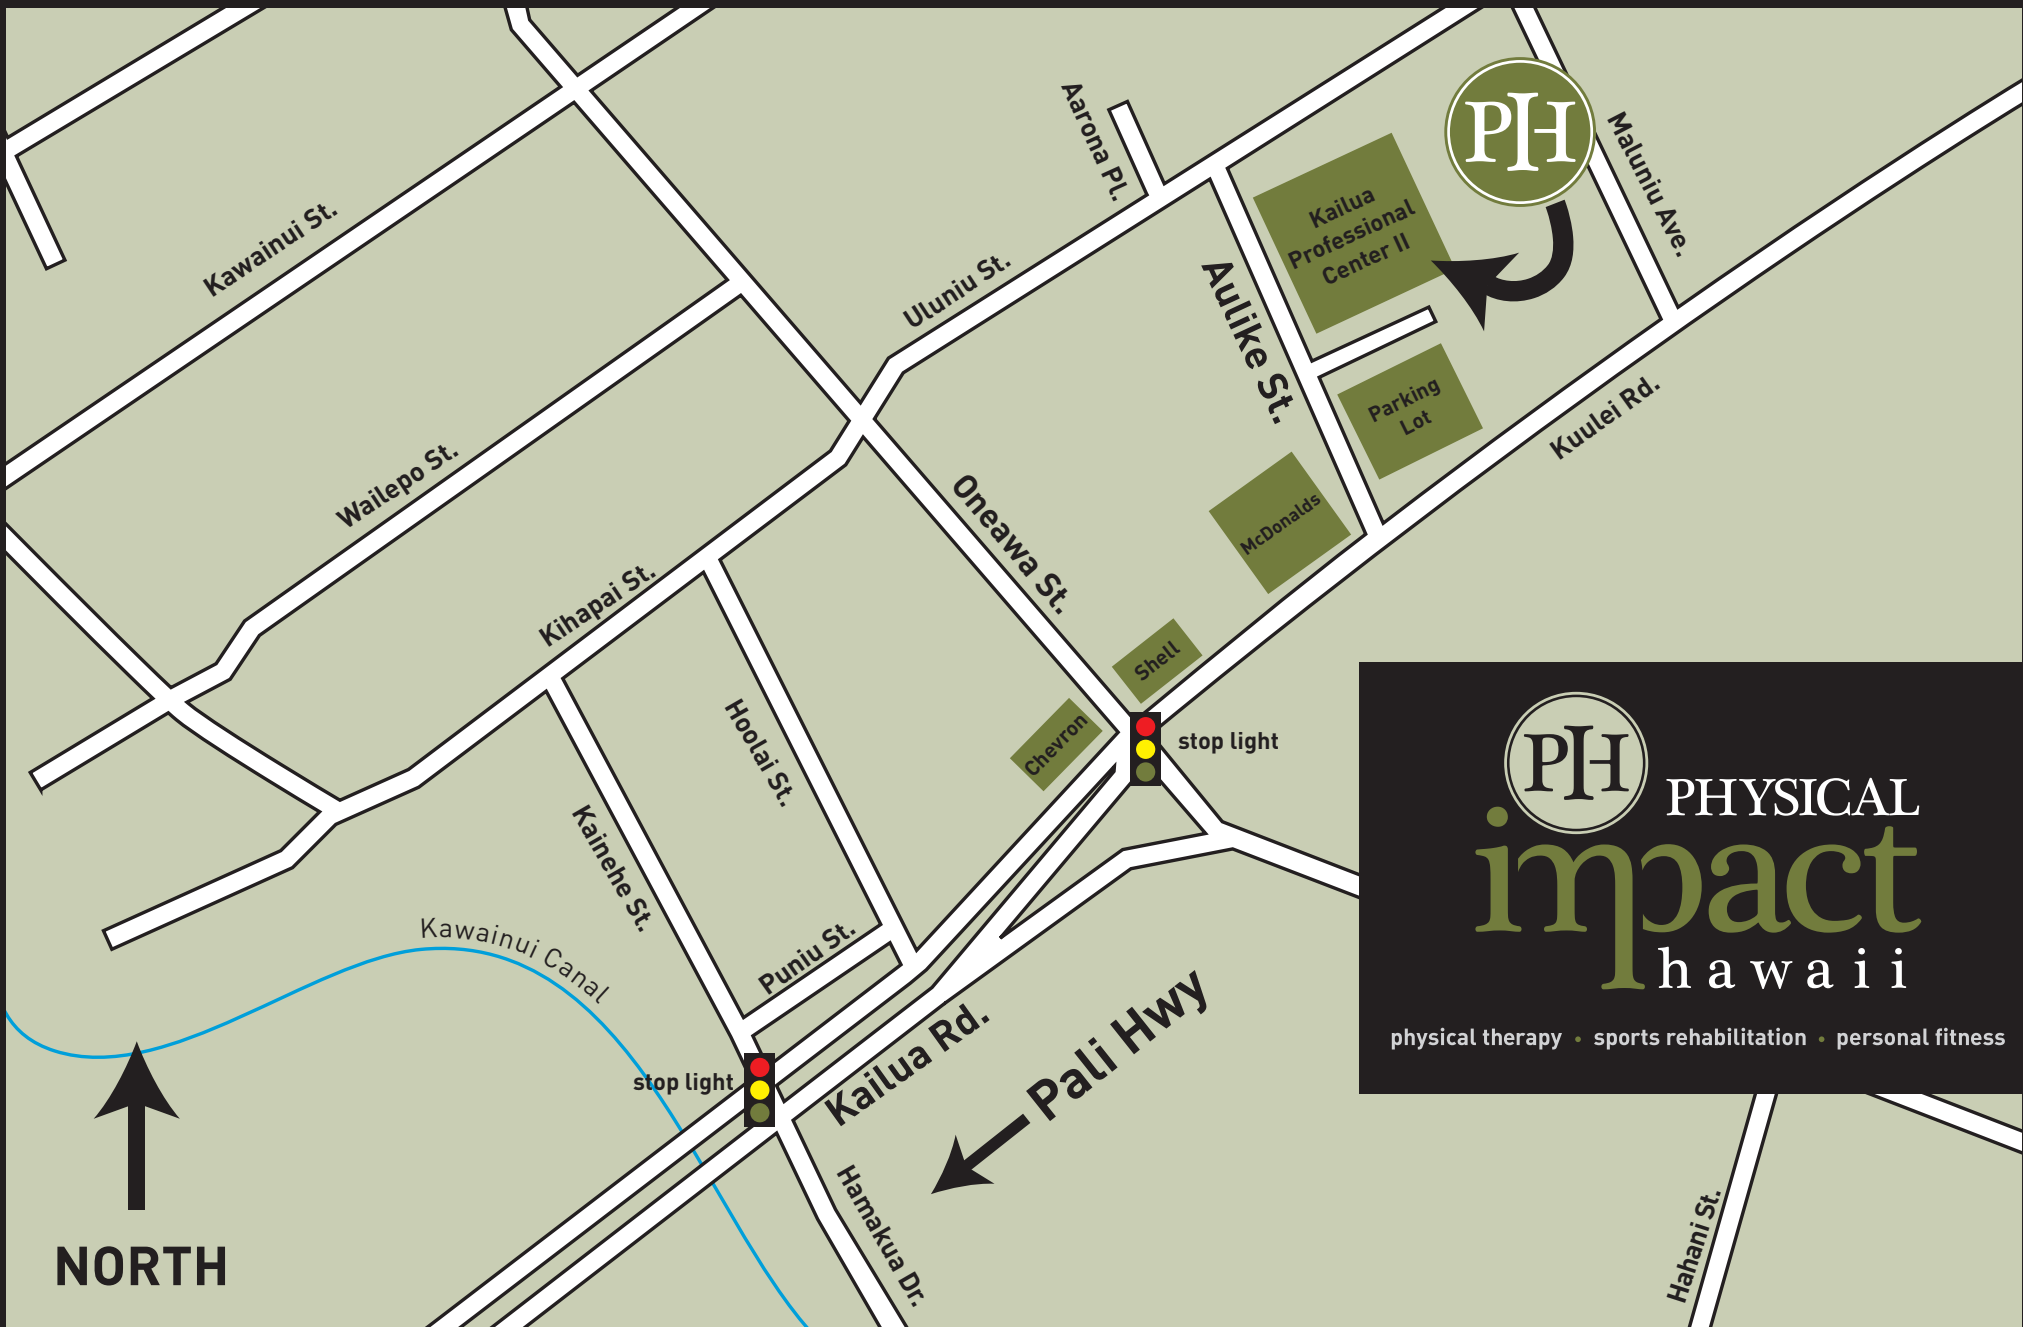 Aarona Pl.
PIH
Maluniu Ave.
Kailua
Professional
Center II
Kawainui St.
Uluniu St.
Aulike St.
Parking
Lot
Kuulei Rd.
Wailepo St.
Oneawa St.
McDonalds
Kihapai St.
Shell
Hoolai St.
Chevron
stop light
Kainehe St.
Kawainui Canal
Puniu St.
Kailua Rd.
Pali Hwy
stop light
Hamakua Dr.
NORTH
Hahani St.
PIH
PHYSICAL
impact
hawaii
physical therapy • sports rehabilitation • personal fitness